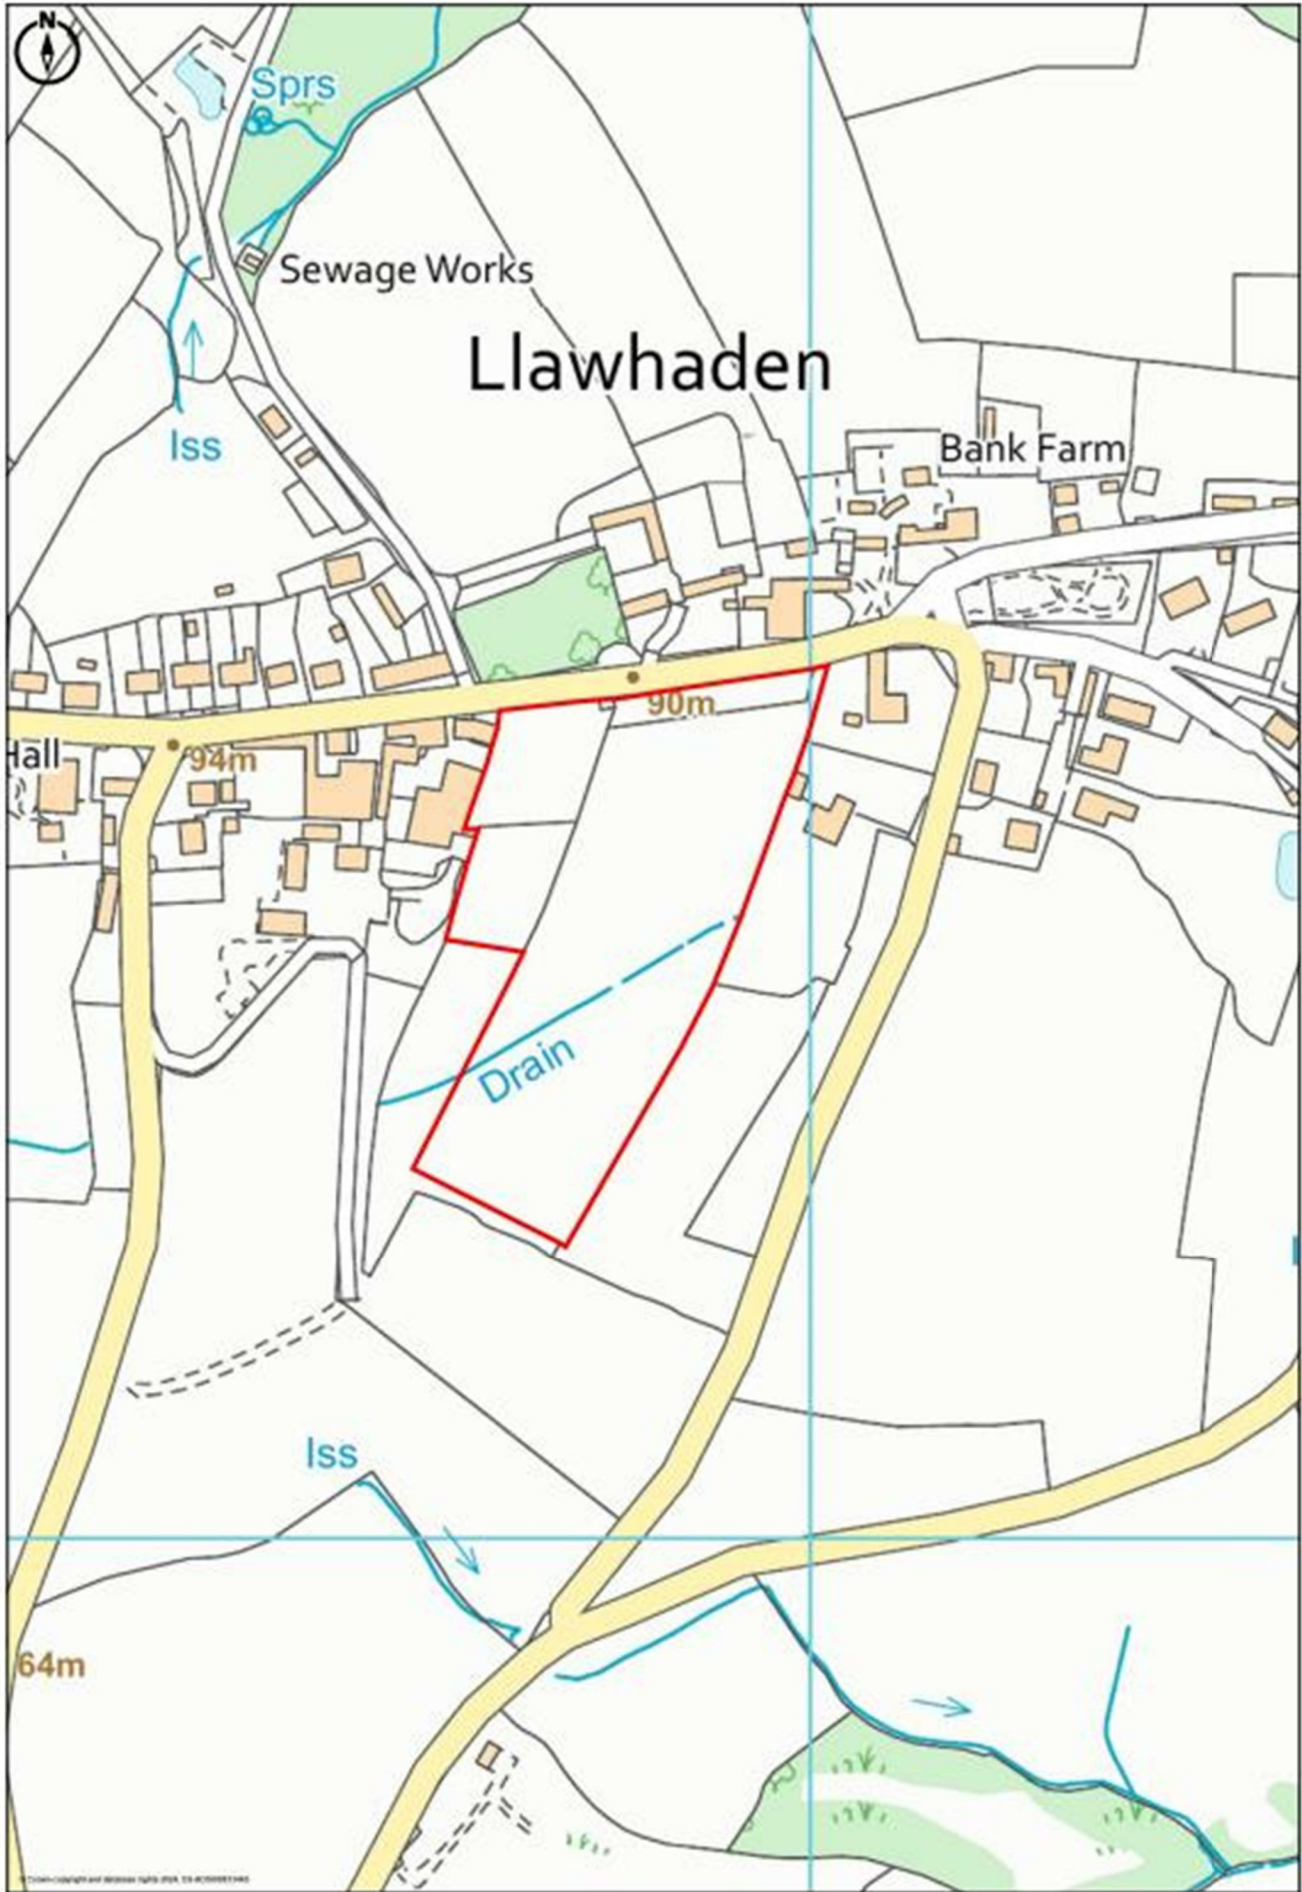 N
Sprs
Sewage Works
Llawhaden
Iss
Bank Farm
90m
Hall
94m
Drain
Iss
64m